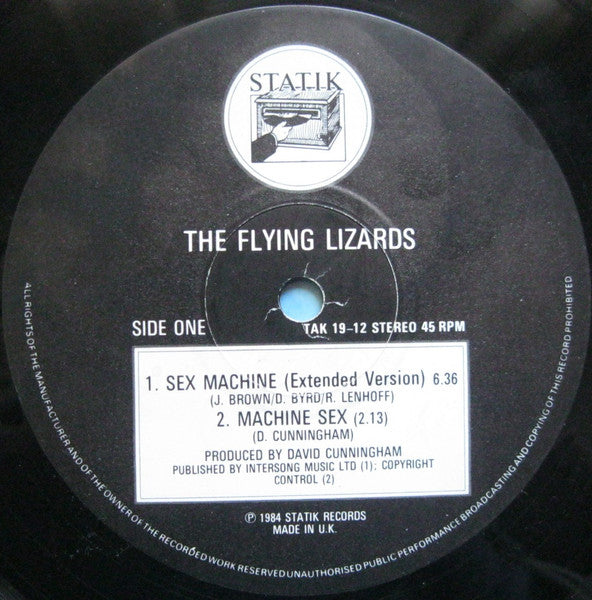 STATIK
THE FLYING LIZARDS
SIDE ONE
TAK 19-12 STEREO 45 RPM
1. SEX MACHINE (Extended Version) 6.36
(J. BROWN/D. BYRD/R. LENHOFF)
2. MACHINE SEX (2.13)
(D. CUNNINGHAM)
PRODUCED BY DAVID CUNNINGHAM
PUBLISHED BY INTERSONG MUSIC LTD (1): COPYRIGHT
CONTROL (2)
Ⓟ 1984 STATIK RECORDS
MADE IN U.K.
ALL RIGHTS OF THE MANUFACTURER AND OF THE OWNER OF THE RECORDED WORK RESERVED UNAUTHORISED PUBLIC PERFORMANCE BROADCASTING AND COPYING OF THIS RECORD PROHIBITED